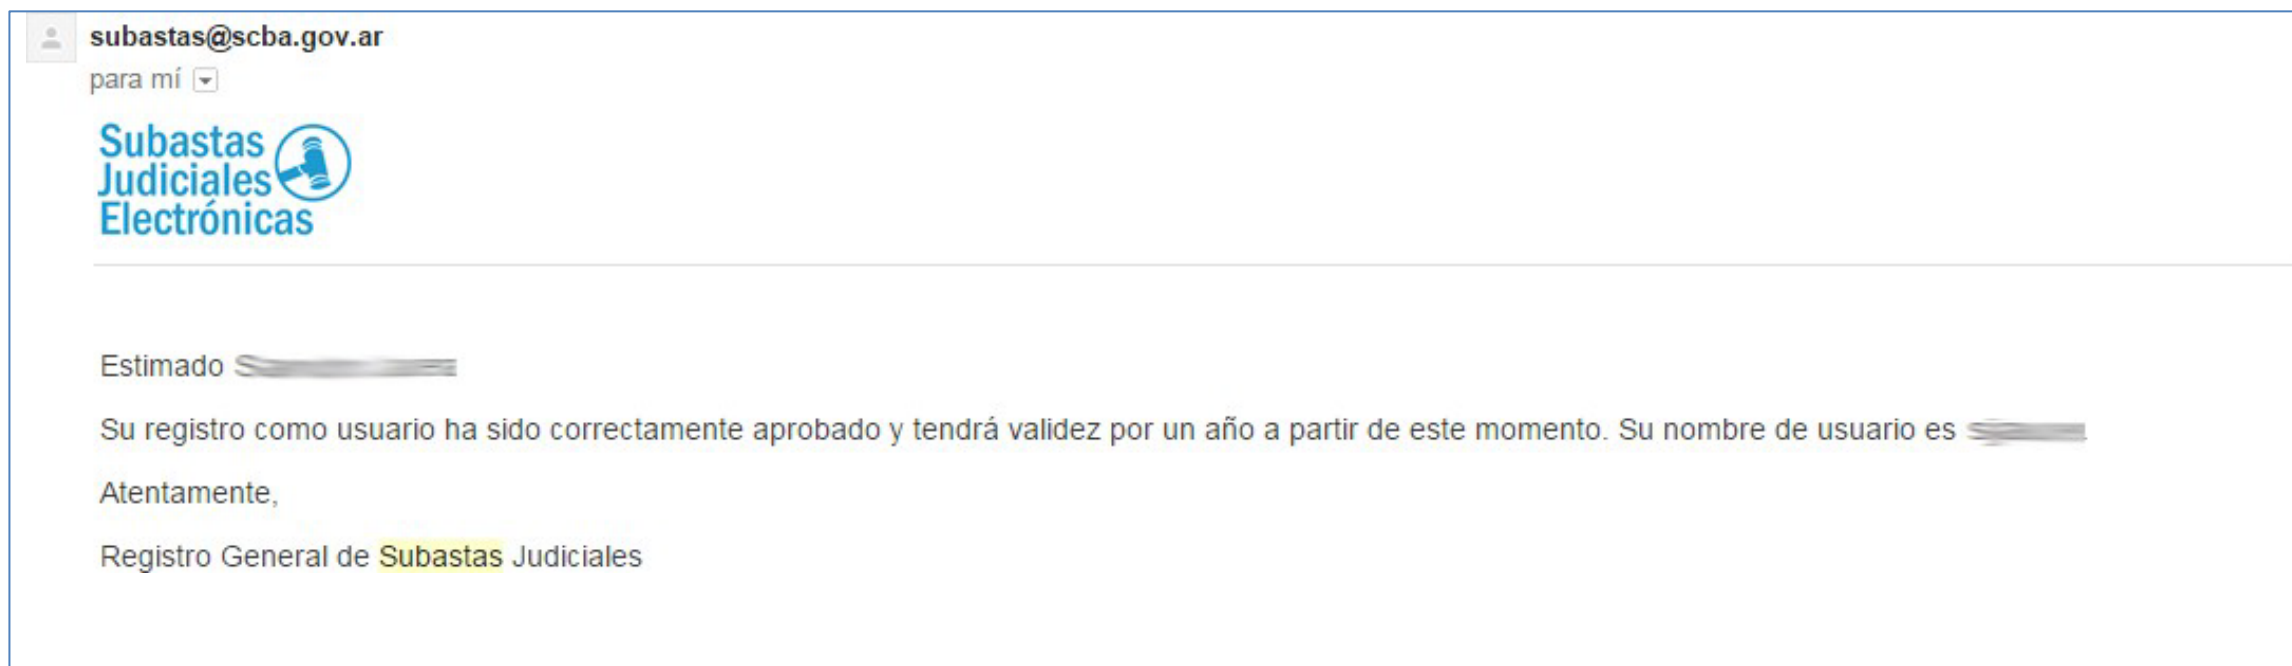 subastas@scba.gov.ar
para mí
Subastas
Judiciales
Electrónicas
Estimado
Su registro como usuario ha sido correctamente aprobado y tendrá validez por un año a partir de este momento. Su nombre de usuario es
Atentamente,
Registro General de Subastas Judiciales